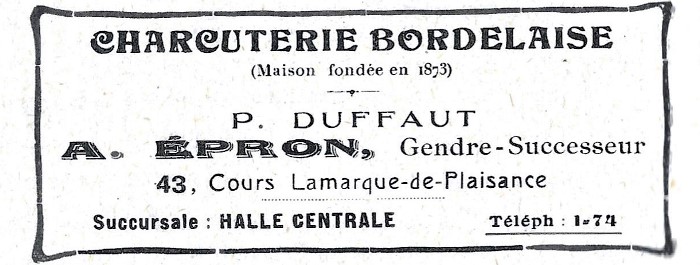 CHARCUTERIE BORDELAISE
(Maison fondée en 1873)
P. DUFFAUT
A. ÉPRON, Gendre-Successeur
43, Cours Lamarque-de-Plaisance
Succursale : HALLE CENTRALE Téléph : 1-74